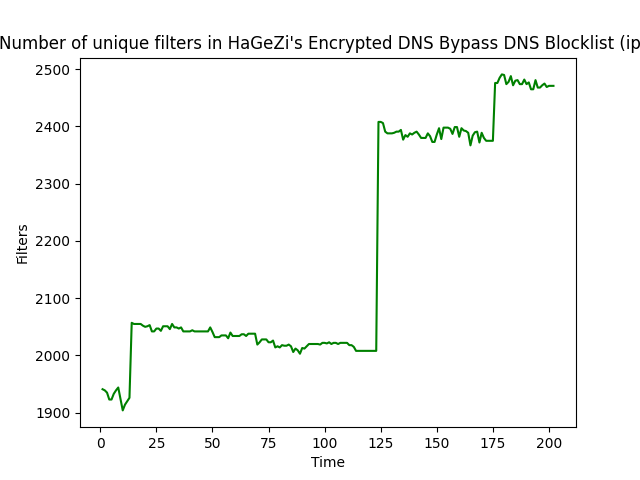 Number of unique filters in HaGeZi's Encrypted DNS Bypass DNS Blocklist (ip
2500
2400
2300
2200
2100
2000
1900
Filters
0 25 50 75 100 125 150 175 200
Time